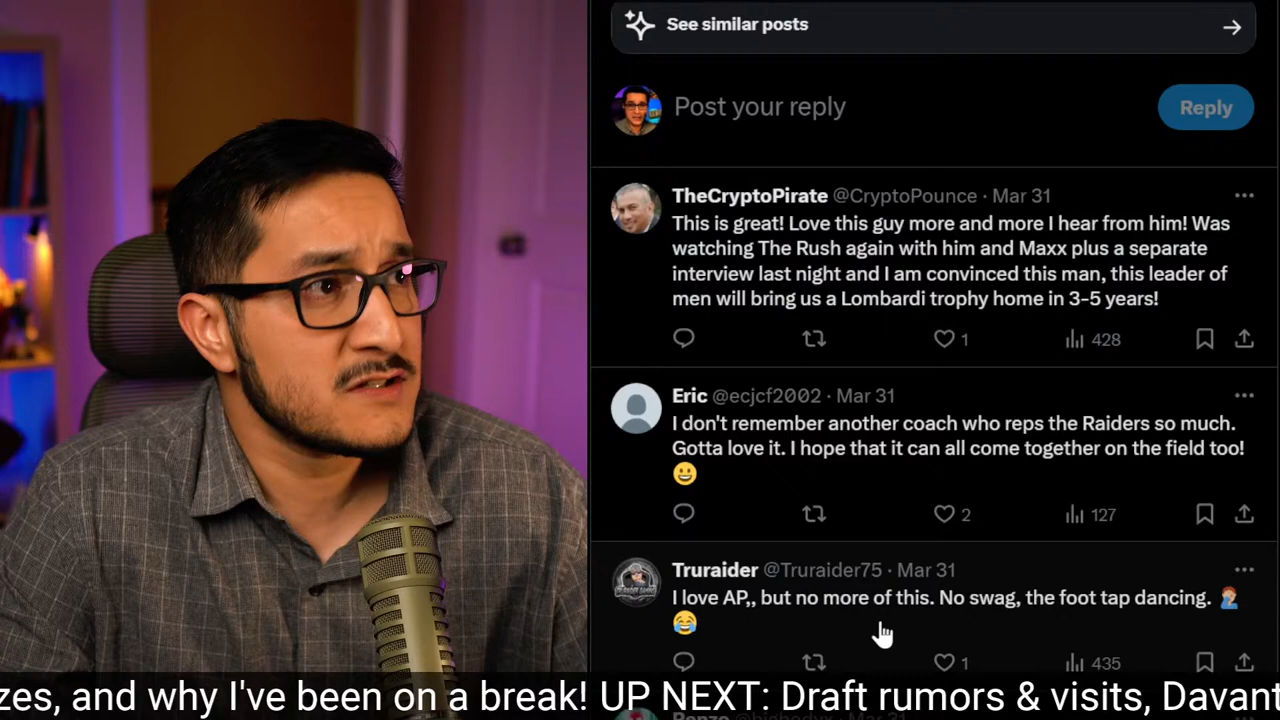 See similar posts
Post your reply
Reply
TheCryptoPirate @CryptoPounce · Mar 31
This is great! Love this guy more and more I hear from him! Was
watching The Rush again with him and Maxx plus a separate
interview last night and I am convinced this man, this leader of
men will bring us a Lombardi trophy home in 3-5 years!
1 428
Eric @ecjcf2002 · Mar 31
I don't remember another coach who reps the Raiders so much.
Gotta love it. I hope that it can all come together on the field too!
😀
2 127
Truraider @Truraider75 · Mar 31
I love AP,, but no more of this. No swag, the foot tap dancing. 🤦🏽‍♂️
😂
1 435
zes, and why I've been on a break! UP NEXT: Draft rumors & visits, Davant